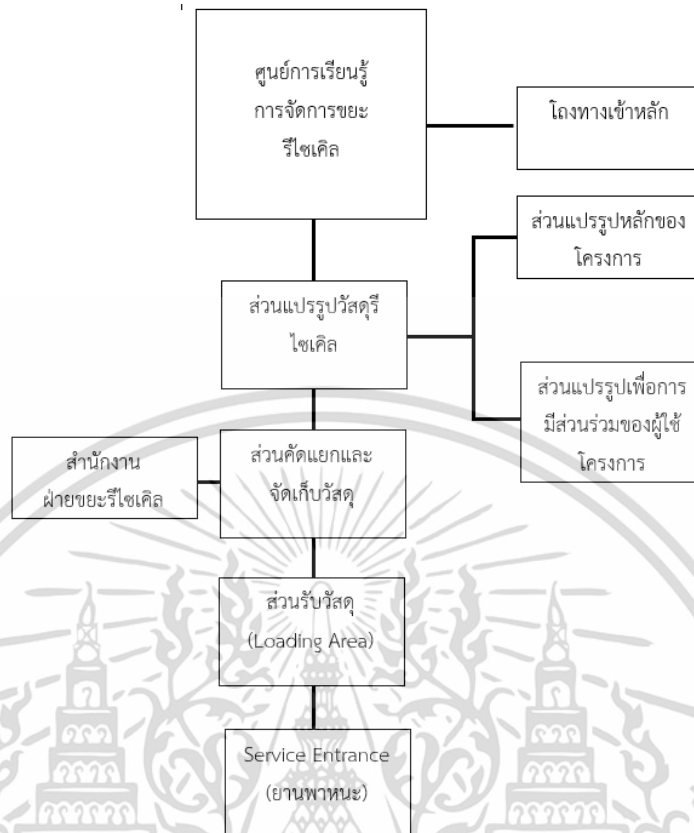 ศูนย์การเรียนรู้
การจัดการขยะ
รีไซเคิล
โถงทางเข้าหลัก
ส่วนแปรรูปหลักของ
โครงการ
ส่วนแปรรูปวัสดุรี
ไซเคิล
ส่วนแปรรูปเพื่อการ
มีส่วนร่วมของผู้ใช้
โครงการ
สำนักงาน
ฝ่ายขยะรีไซเคิล
ส่วนคัดแยกและ
จัดเก็บวัสดุ
ส่วนรับวัสดุ
(Loading Area)
Service Entrance
(ยานพาหนะ)